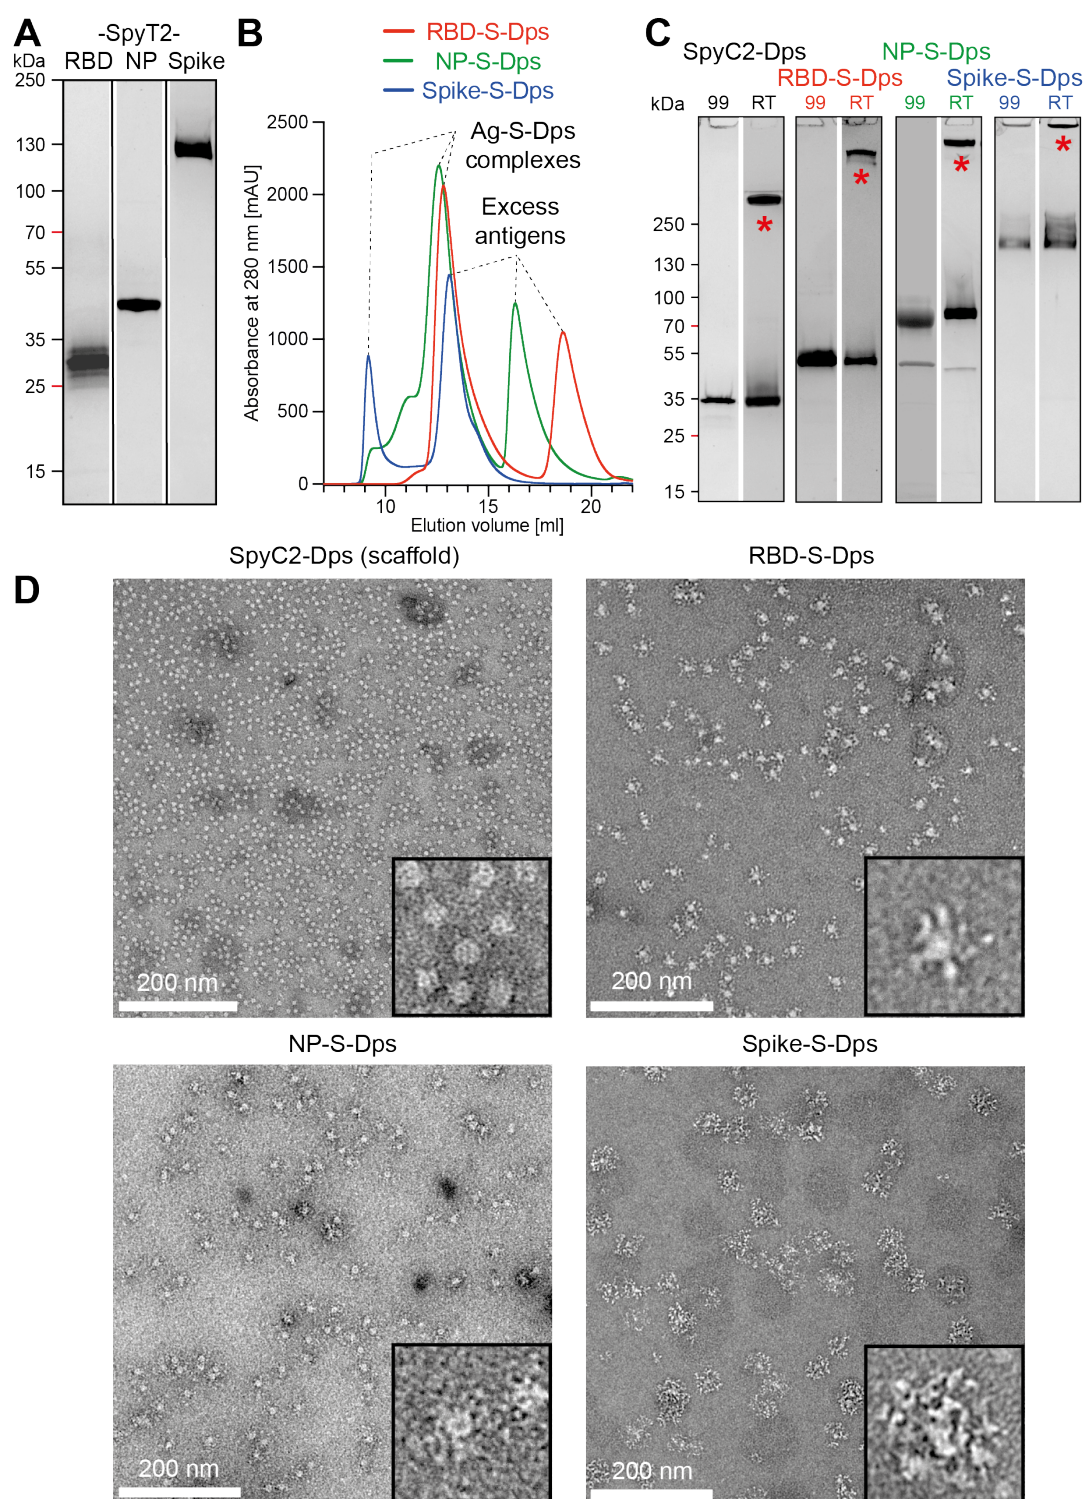 A
-SpyT2-
kDa RBD NP Spike
250
130
100
70
55
35
25
15
B
RBD-S-Dps
NP-S-Dps
Spike-S-Dps
Ag-S-Dps
complexes
Excess
antigens
2500
2000
1500
1000
500
0
Absorbance at 280 nm [mAU]
10 15 20
Elution volume [ml]
C
SpyC2-Dps NP-S-Dps
RBD-S-Dps Spike-S-Dps
kDa 99 RT 99 RT 99 RT 99 RT
* * * *
250
130
100
70
55
35
25
15
D
SpyC2-Dps (scaffold) RBD-S-Dps
200 nm 200 nm
NP-S-Dps Spike-S-Dps
200 nm 200 nm